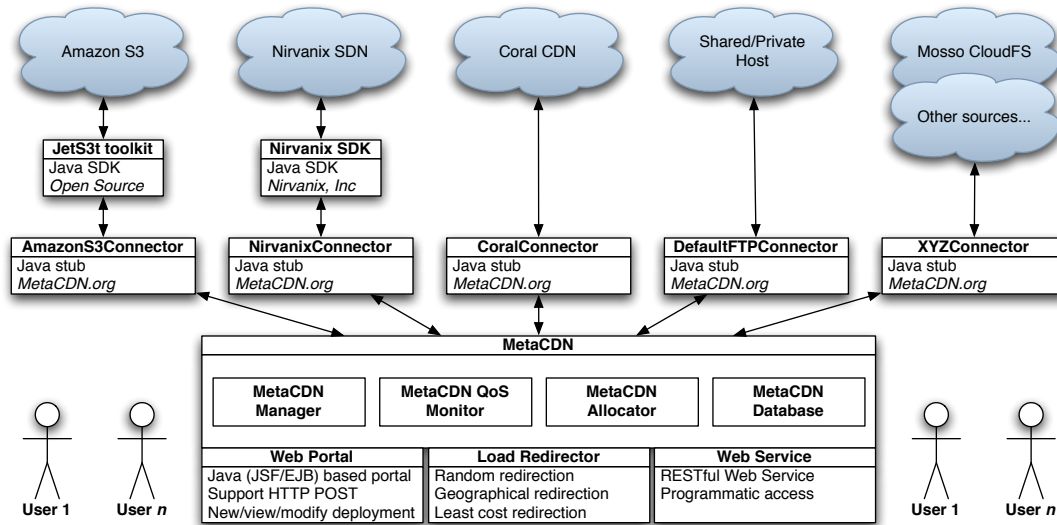 Amazon S3
Nirvanix SDN
Coral CDN
Shared/Private
Host
Mosso CloudFS
Other sources...
JetS3t toolkit
Java SDK
Open Source
Nirvanix SDK
Java SDK
Nirvanix, Inc
AmazonS3Connector
Java stub
MetaCDN.org
NirvanixConnector
Java stub
MetaCDN.org
CoralConnector
Java stub
MetaCDN.org
DefaultFTPConnector
Java stub
MetaCDN.org
XYZConnector
Java stub
MetaCDN.org
MetaCDN
MetaCDN
Manager
MetaCDN QoS
Monitor
MetaCDN
Allocator
MetaCDN
Database
Web Portal
Java (JSF/EJB) based portal
Support HTTP POST
New/view/modify deployment
Load Redirector
Random redirection
Geographical redirection
Least cost redirection
Web Service
RESTful Web Service
Programmatic access
User 1
User n
User 1
User n